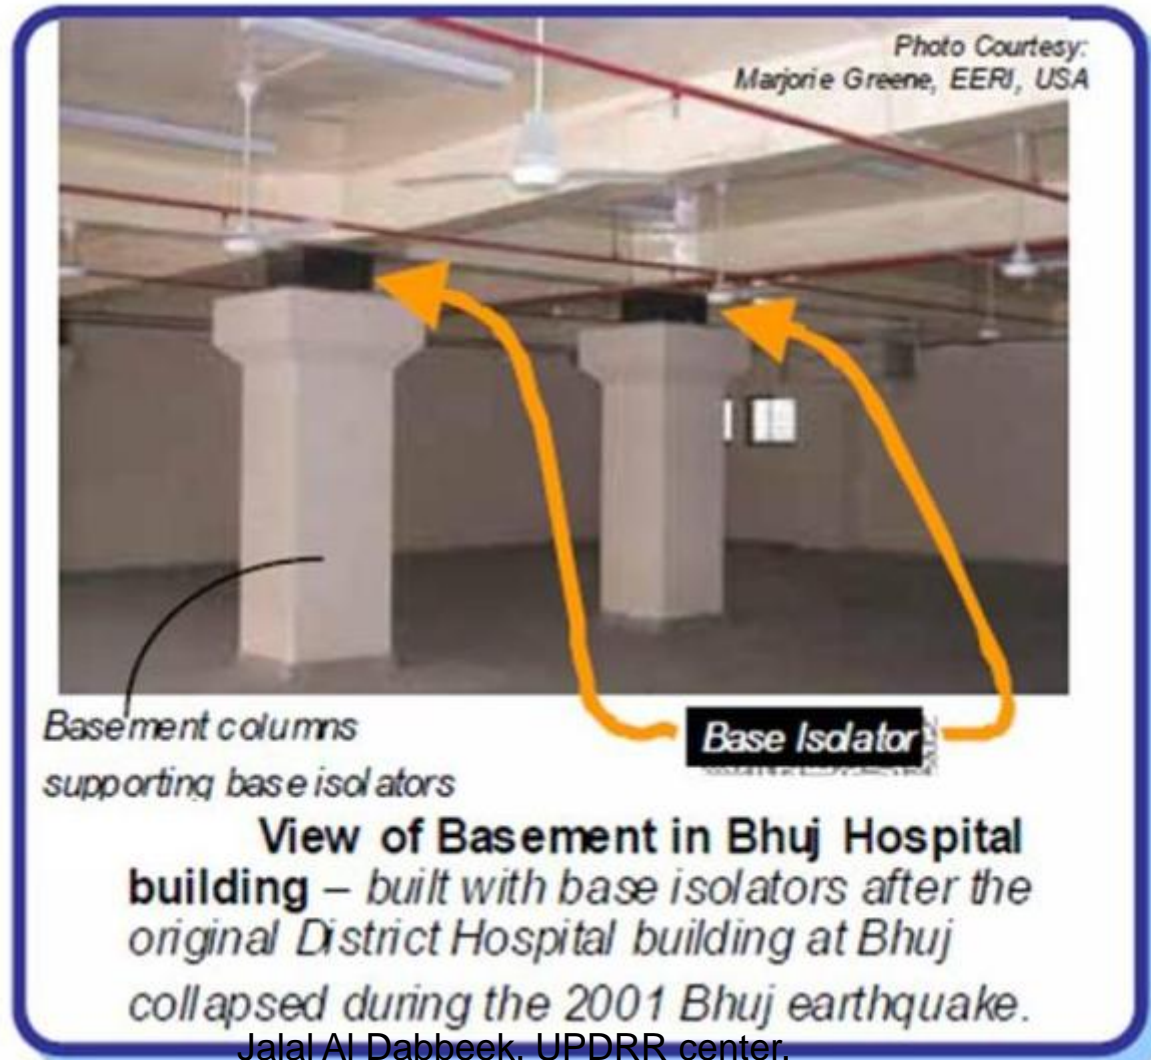 Photo Courtesy:
Marjorie Greene, EERI, USA
Basement columns
supporting base isolators
Base Isolator
View of Basement in Bhuj Hospital
building – built with base isolators after the
original District Hospital building at Bhuj
collapsed during the 2001 Bhuj earthquake.
Jalal Al Dabbeek, UPDRR center,